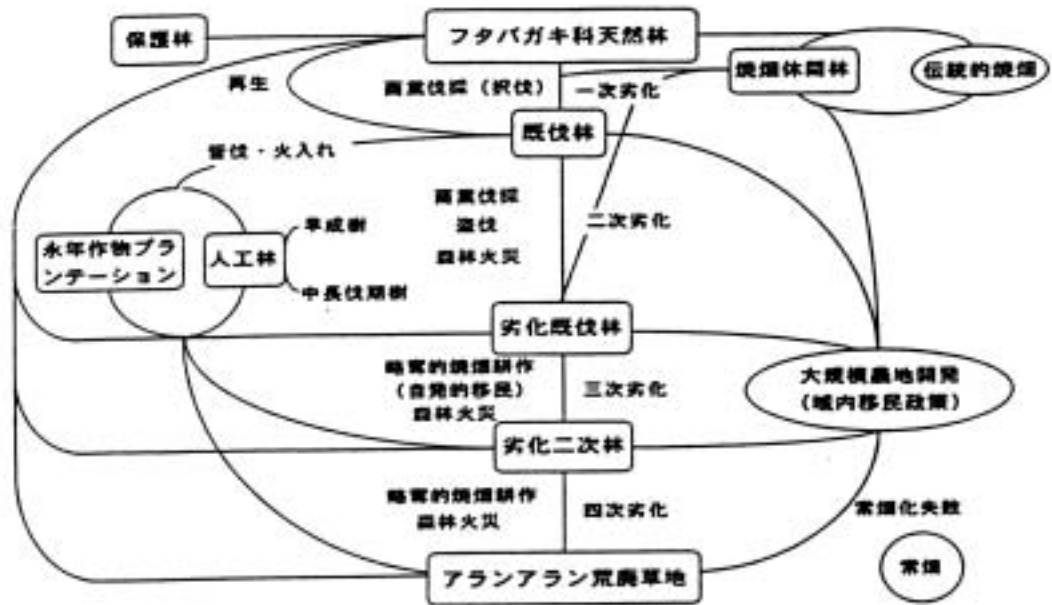 フタバガキ科天然林
保護林
焼畑休閑林
伝統的焼畑
再生
商業伐採（択伐）
一次劣化
既伐林
皆伐・火入れ
商業伐採
盗伐
森林火災
二次劣化
早成樹
永年作物プラ
ンテーション
人工林
中長伐期樹
劣化既伐林
略奪的焼畑耕作
（自発的移民）
森林火災
三次劣化
大規模農地開発
（域内移民政策）
劣化二次林
略奪的焼畑耕作
森林火災
四次劣化
常畑化失敗
アランアラン荒廃草地
常畑